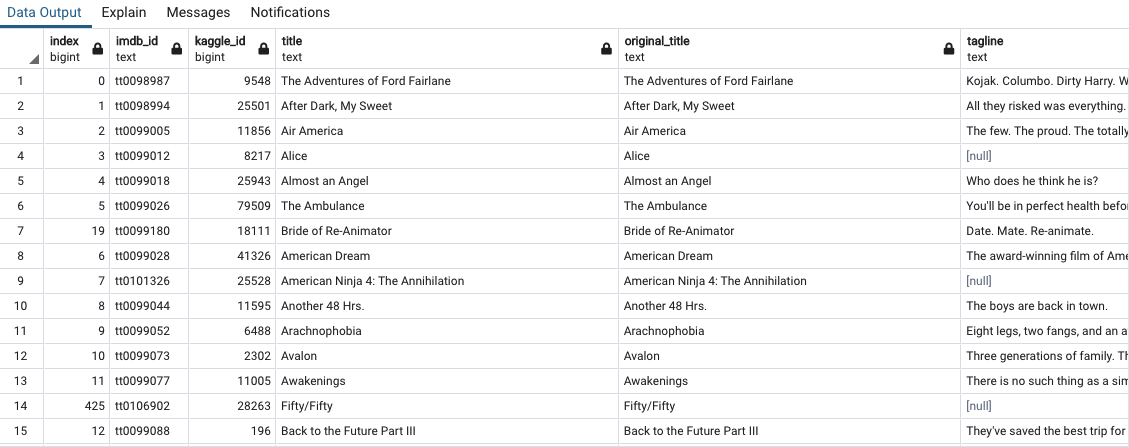 Data Output Explain Messages Notifications
index imdb_id kaggle_id title original_title tagline
bigint text bigint text text text
1 0 tt0098987 9548 The Adventures of Ford Fairlane The Adventures of Ford Fairlane Kojak. Columbo. Dirty Harry. W
2 1 tt0098994 25501 After Dark, My Sweet After Dark, My Sweet All they risked was everything.
3 2 tt0099005 11856 Air America Air America The few. The proud. The totally
4 3 tt0099012 8217 Alice Alice [null]
5 4 tt0099018 25943 Almost an Angel Almost an Angel Who does he think he is?
6 5 tt0099026 79509 The Ambulance The Ambulance You'll be in perfect health befo
7 19 tt0099180 18111 Bride of Re-Animator Bride of Re-Animator Date. Mate. Re-animate.
8 6 tt0099028 41326 American Dream American Dream The award-winning film of Ame
9 7 tt0101326 25528 American Ninja 4: The Annihilation American Ninja 4: The Annihilation [null]
10 8 tt0099044 11595 Another 48 Hrs. Another 48 Hrs. The boys are back in town.
11 9 tt0099052 6488 Arachnophobia Arachnophobia Eight legs, two fangs, and an a
12 10 tt0099073 2302 Avalon Avalon Three generations of family. Th
13 11 tt0099077 11005 Awakenings Awakenings There is no such thing as a sim
14 425 tt0106902 28263 Fifty/Fifty Fifty/Fifty [null]
15 12 tt0099088 196 Back to the Future Part III Back to the Future Part III They've saved the best trip for